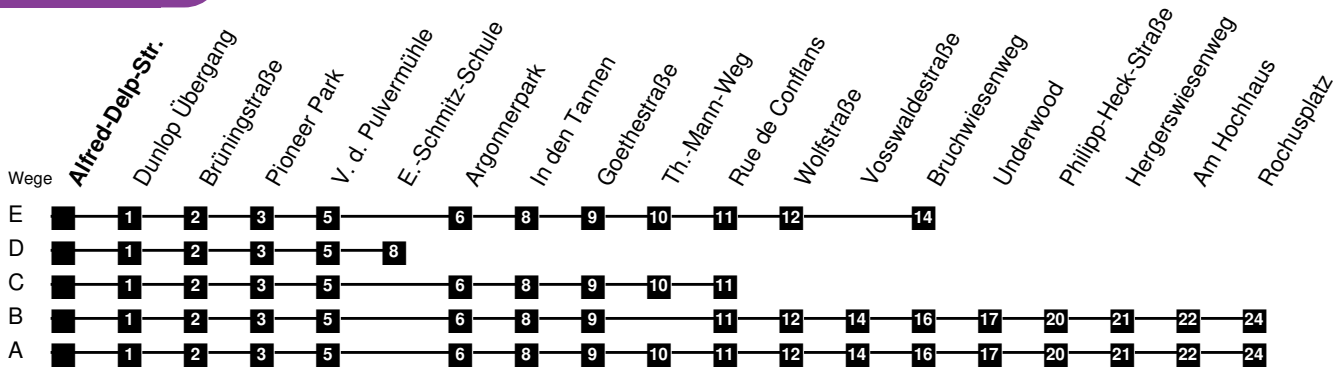 Alfred-Delp-Str.
Dunlop Übergang
Brüningstraße
Pioneer Park
V. d. Pulvermühle
E.-Schmitz-Schule
Argonnerpark
In den Tannen
Goethestraße
Th.-Mann-Weg
Rue de Conflans
Wolfstraße
Vosswaldestraße
Bruchwiesenweg
Underwood
Philipp-Heck-Straße
Hergerswiesenweg
Am Hochhaus
Rochusplatz
Wege
E 1 2 3 5 6 8 9 10 11 12 14
D 1 2 3 5 8
C 1 2 3 5 6 8 9 10 11
B 1 2 3 5 6 8 9 11 12 14 16 17 20 21 22 24
A 1 2 3 5 6 8 9 10 11 12 14 16 17 20 21 22 24